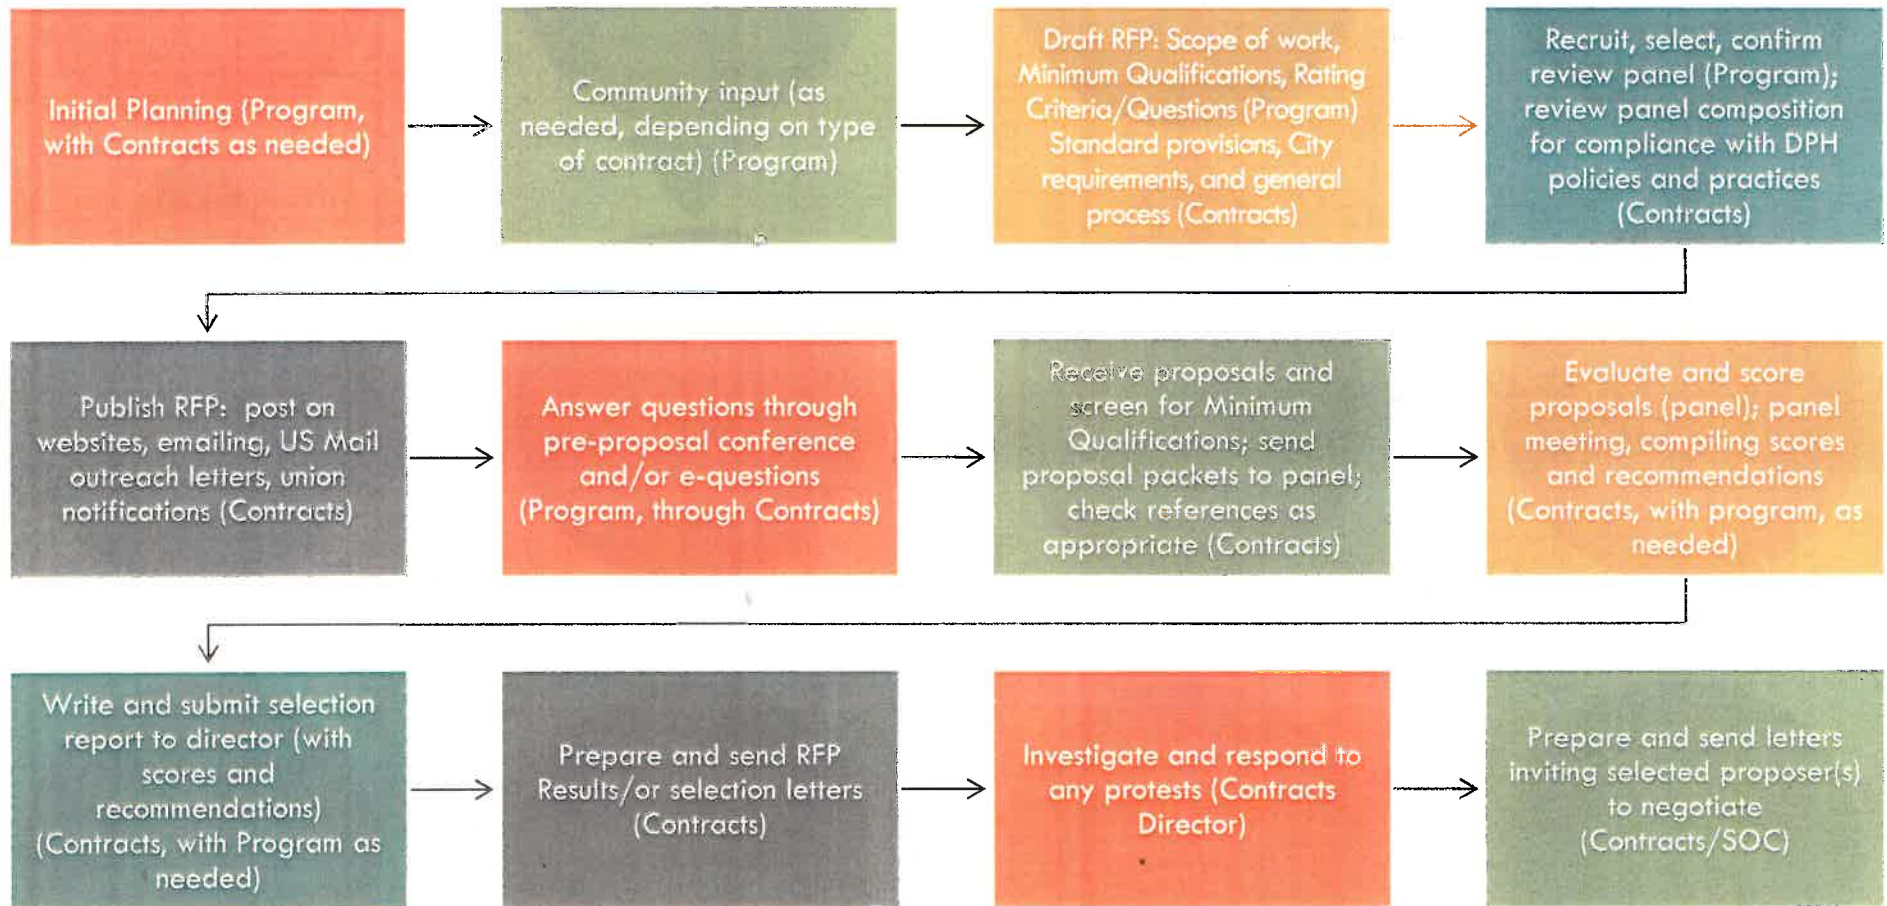 Initial Planning (Program,
with Contracts as needed)
Community input (as
needed, depending on type
of contract) (Program)
Draft RFP: Scope of work,
Minimum Qualifications, Rating
Criteria/Questions (Program)
Standard provisions, City
requirements, and general
process (Contracts)
Recruit, select, confirm
review panel (Program);
review panel composition
for compliance with DPH
policies and practices
(Contracts)
Publish RFP: post on
websites, emailing, US Mail
outreach letters, union
notifications (Contracts)
Answer questions through
pre-proposal conference
and/or e-questions
(Program, through Contracts)
Receive proposals and
screen for Minimum
Qualifications; send
proposal packets to panel;
check references as
appropriate (Contracts)
Evaluate and score
proposals (panel); panel
meeting, compiling scores
and recommendations
(Contracts, with program, as
needed)
Write and submit selection
report to director (with
scores and
recommendations)
(Contracts, with Program as
needed)
Prepare and send RFP
Results/or selection letters
(Contracts)
Investigate and respond to
any protests (Contracts
Director)
Prepare and send letters
inviting selected proposer(s)
to negotiate
(Contracts/SOC)